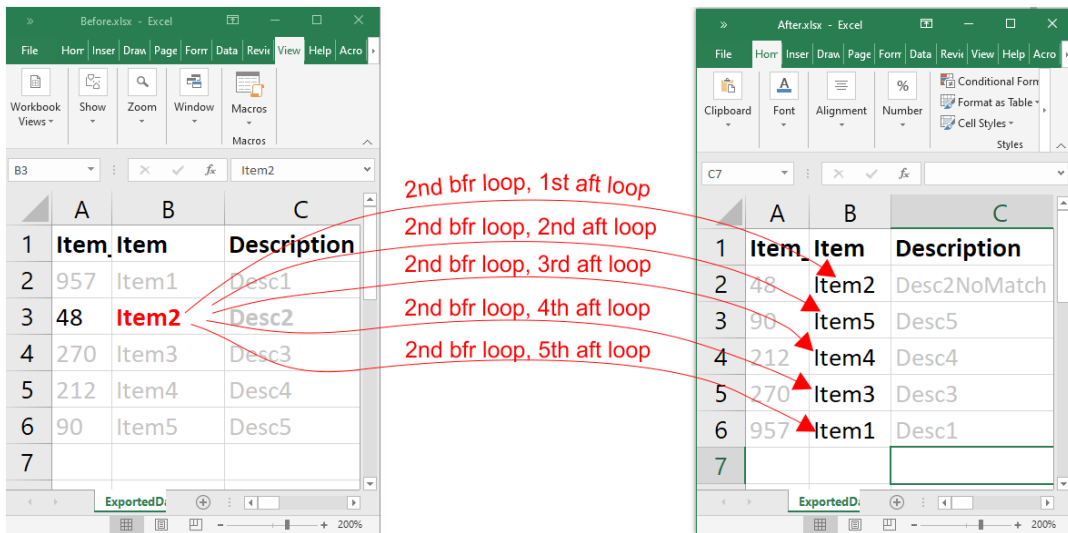 » Before.xlsx - Excel
File Hom Inser Draw Page Form Data Revie View Help Acro
Workbook Views Show Zoom Window Macros
Macros
B3 fx Item2
A B C
1 Item_ Item Description
2 957 Item1 Desc1
3 48 Item2 Desc2
4 270 Item3 Desc3
5 212 Item4 Desc4
6 90 Item5 Desc5
7
ExportedDa
- + 200%
2nd bfr loop, 1st aft loop
2nd bfr loop, 2nd aft loop
2nd bfr loop, 3rd aft loop
2nd bfr loop, 4th aft loop
2nd bfr loop, 5th aft loop
» After.xlsx - Excel
File Hom Inser Draw Page Form Data Revie View Help Acro
Clipboard Font Alignment Number
%
Conditional Form
Format as Table
Cell Styles
Styles
C7 fx
A B C
1 Item_ Item Description
2 48 Item2 Desc2NoMatch
3 90 Item5 Desc5
4 212 Item4 Desc4
5 270 Item3 Desc3
6 957 Item1 Desc1
7
ExportedDa
- + 200%